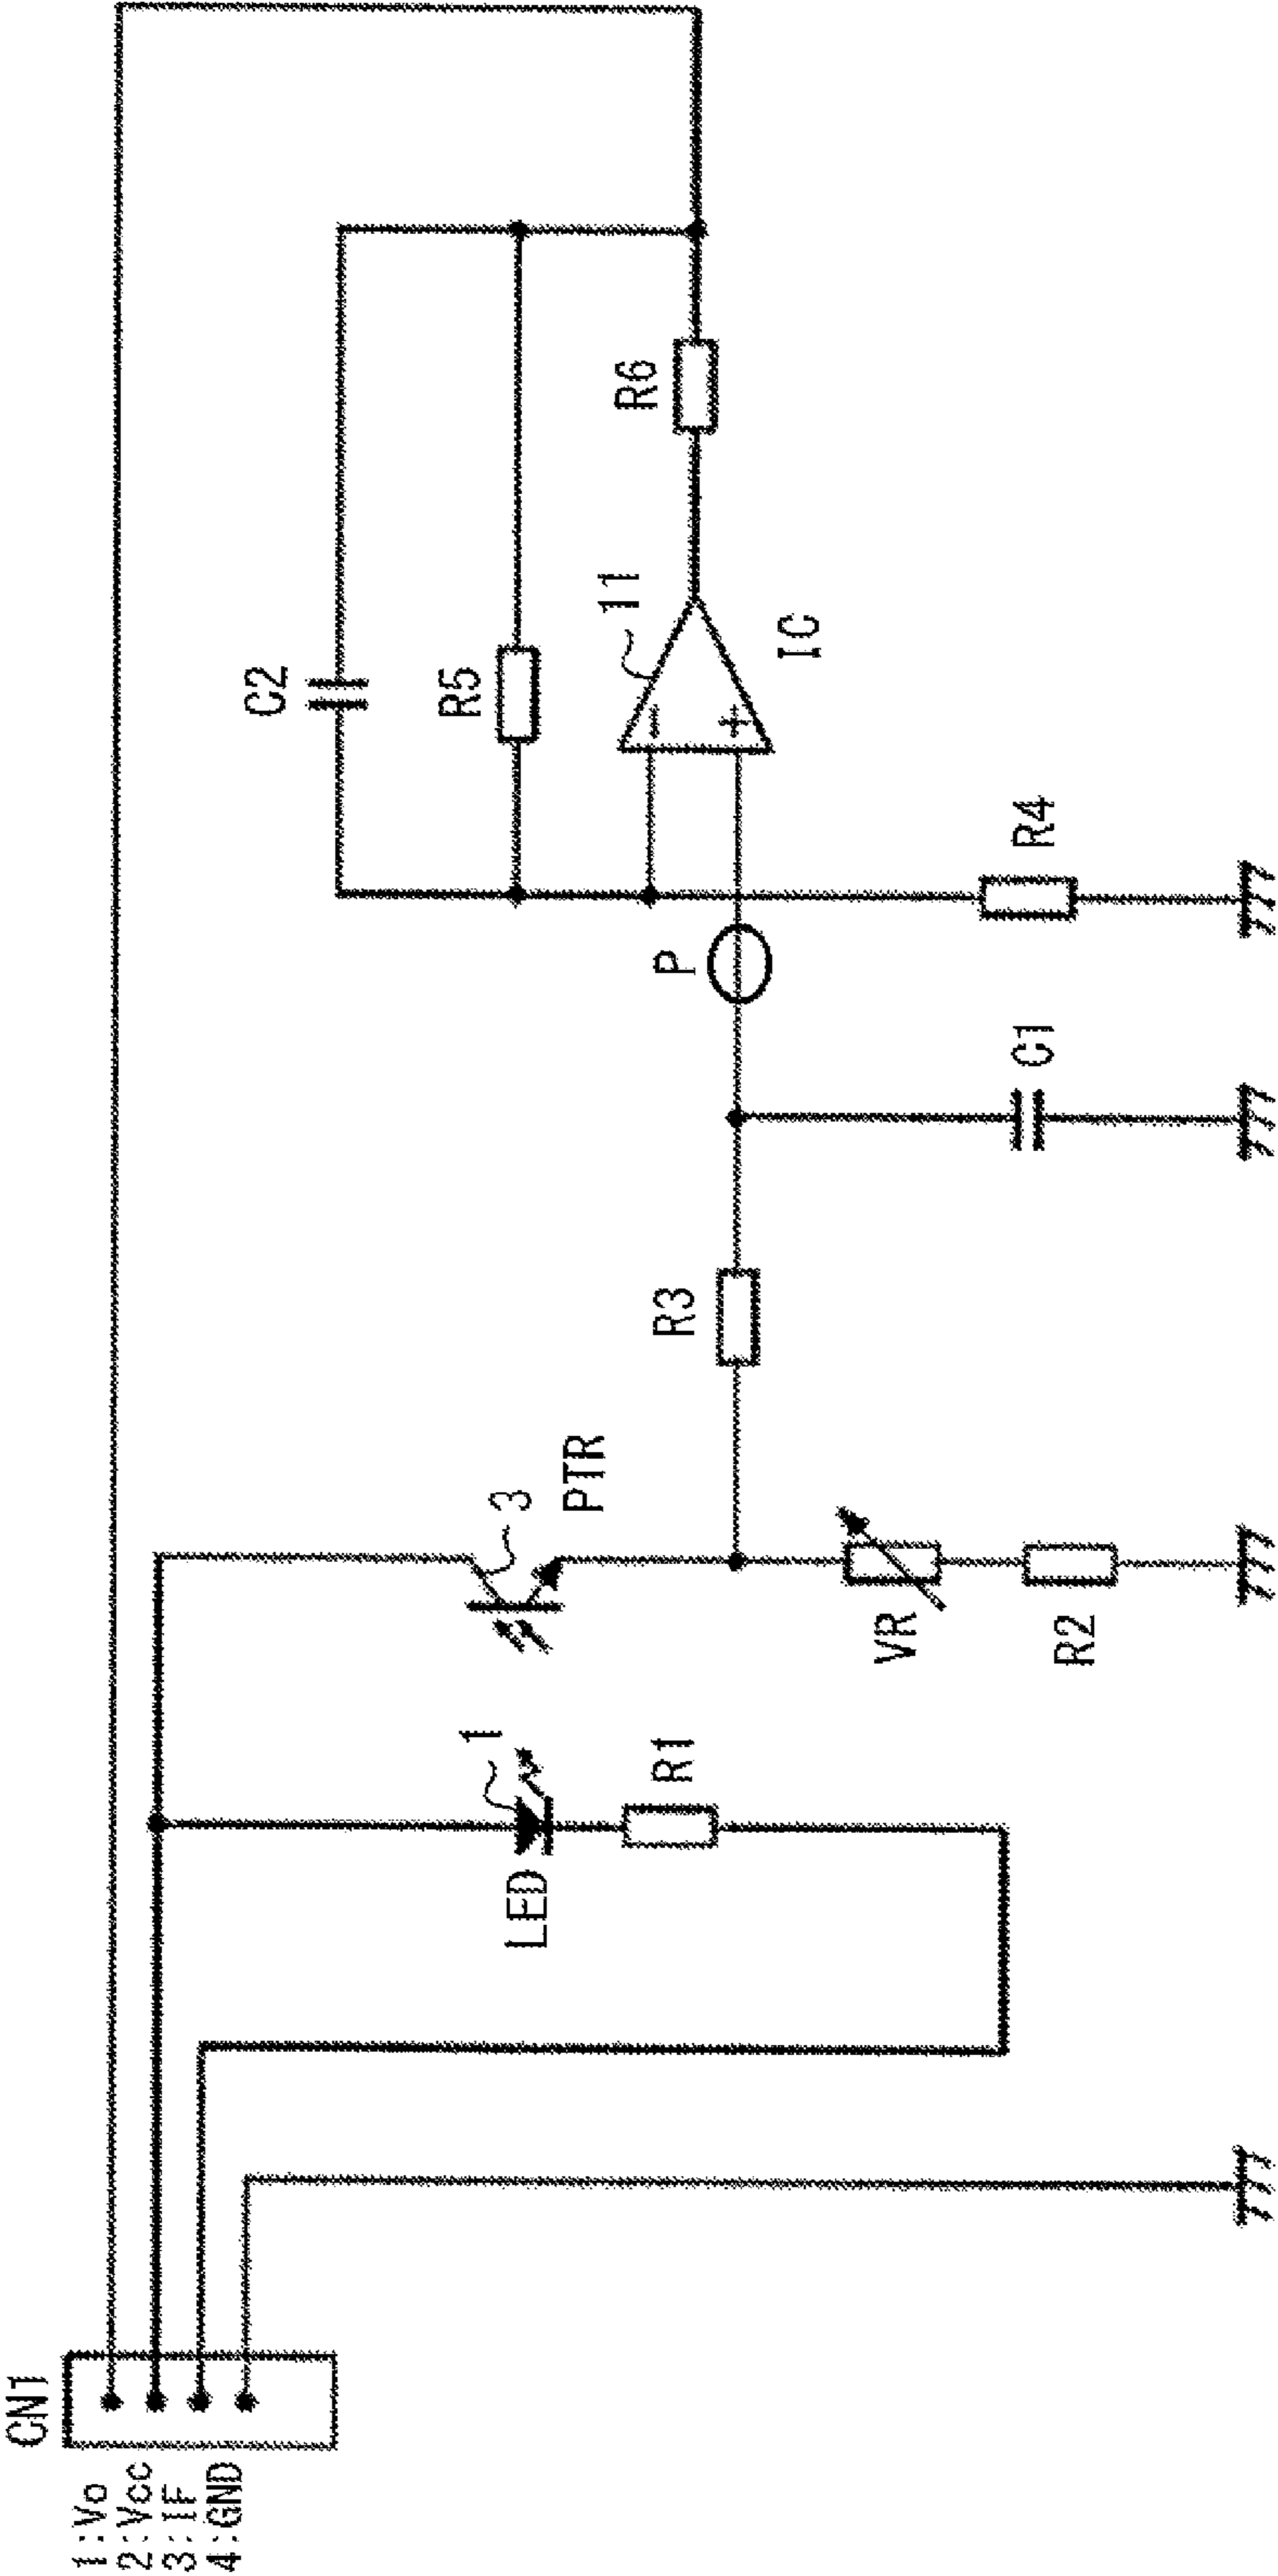 CN1
1:Vo
2:Vcc
3:IF
4:GND
LED
1
R1
3
PTR
VR
R2
R3
C1
P
R4
C2
R5
11
−
+
IC
R6